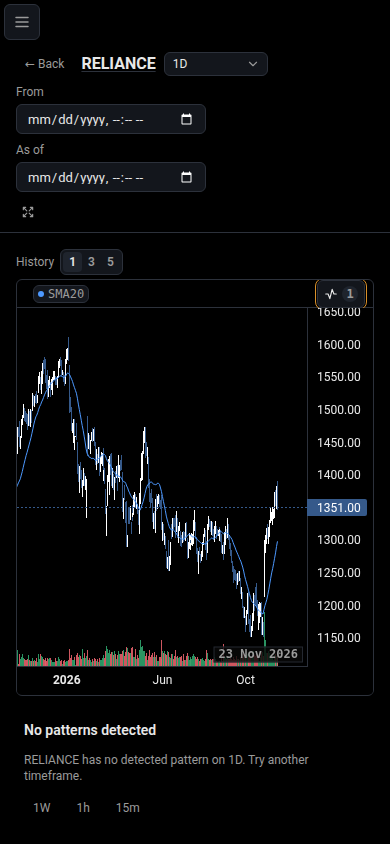 ← Back RELIANCE 1D
From
mm/dd/yyyy, --:-- --
As of
mm/dd/yyyy, --:-- --
History 1 3 5
SMA20 1
1650.00
1600.00
1550.00
1500.00
1450.00
1400.00
1351.00
1300.00
1250.00
1200.00
1150.00
23 Nov 2026
2026 Jun Oct
No patterns detected
RELIANCE has no detected pattern on 1D. Try another
timeframe.
1W 1h 15m